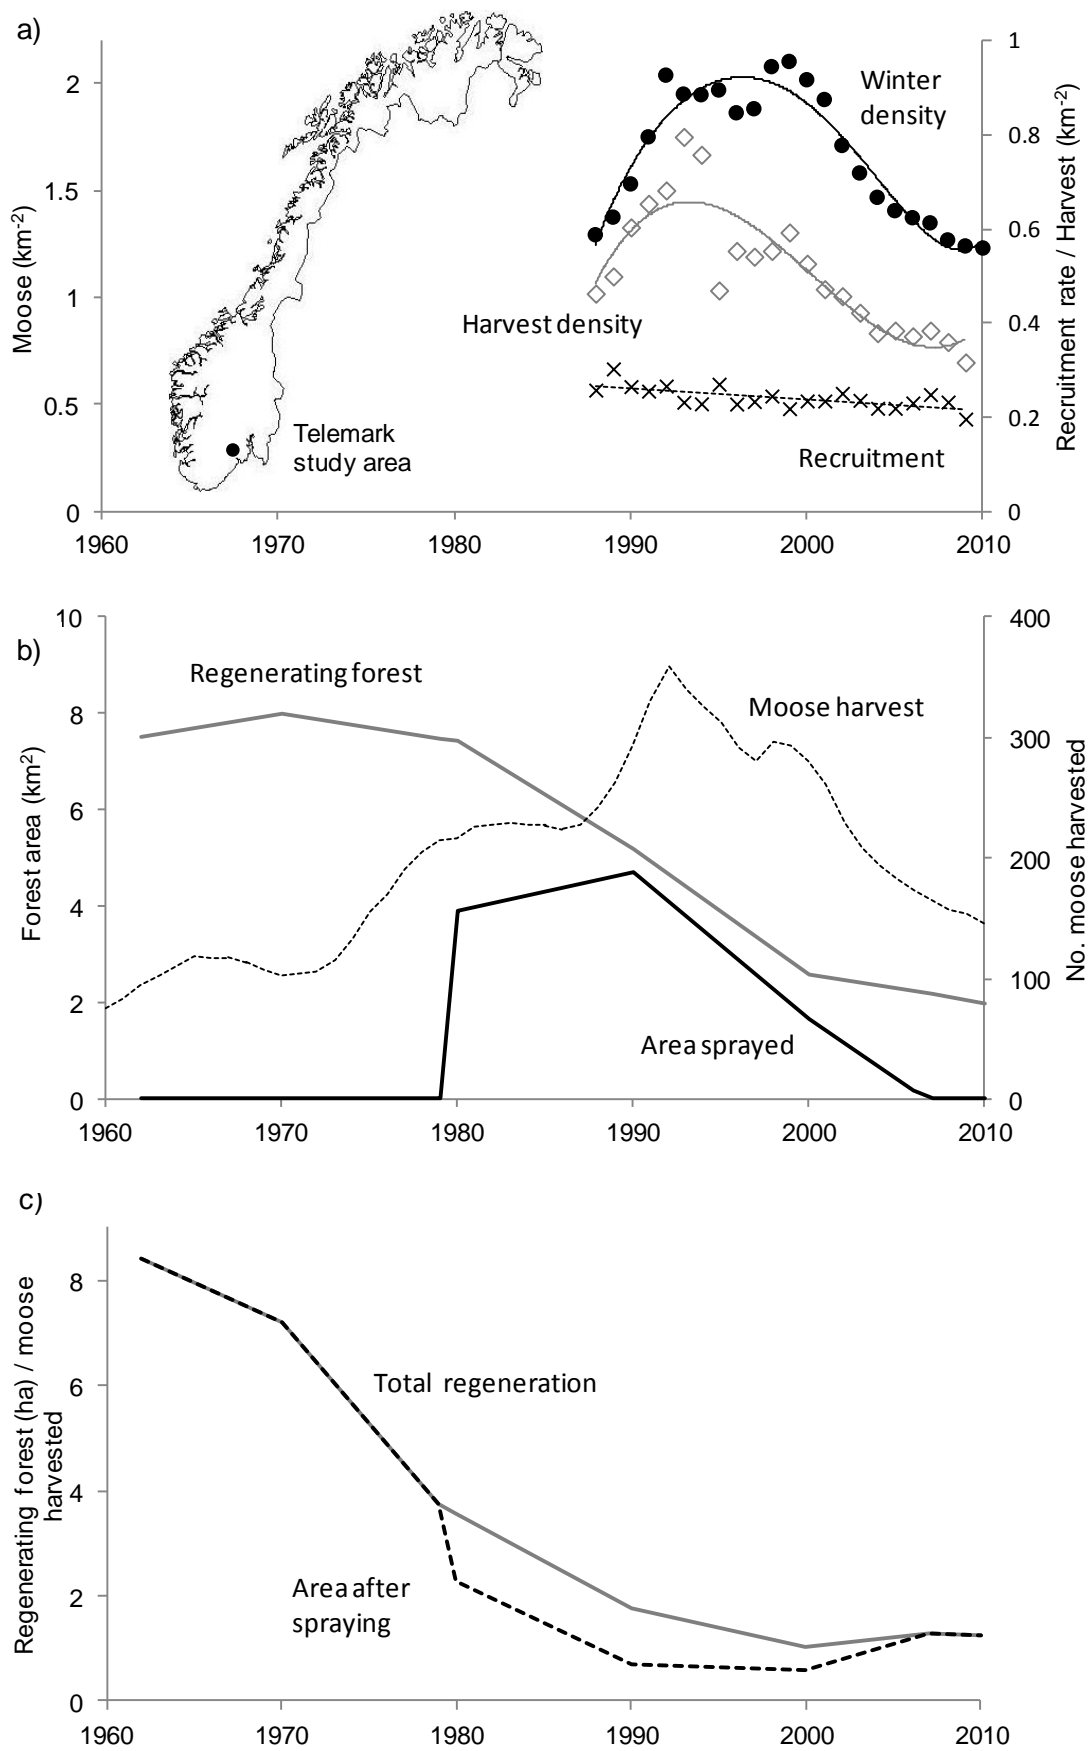 a)
Moose (km-2)
2
1.5
1
0.5
0
1960
1970
1980
1990
2000
2010
1
0.8
0.6
0.4
0.2
0
Recruitment rate / Harvest (km-2)
Winter
density
Harvest density
Recruitment
Telemark
study area
b)
Forest area (km2)
10
8
6
4
2
0
1960
1970
1980
1990
2000
2010
400
300
200
100
0
No. moose harvested
Regenerating forest
Moose harvest
Area sprayed
c)
Regenerating forest (ha) / moose
harvested
8
6
4
2
0
1960
1970
1980
1990
2000
2010
Total regeneration
Area after
spraying